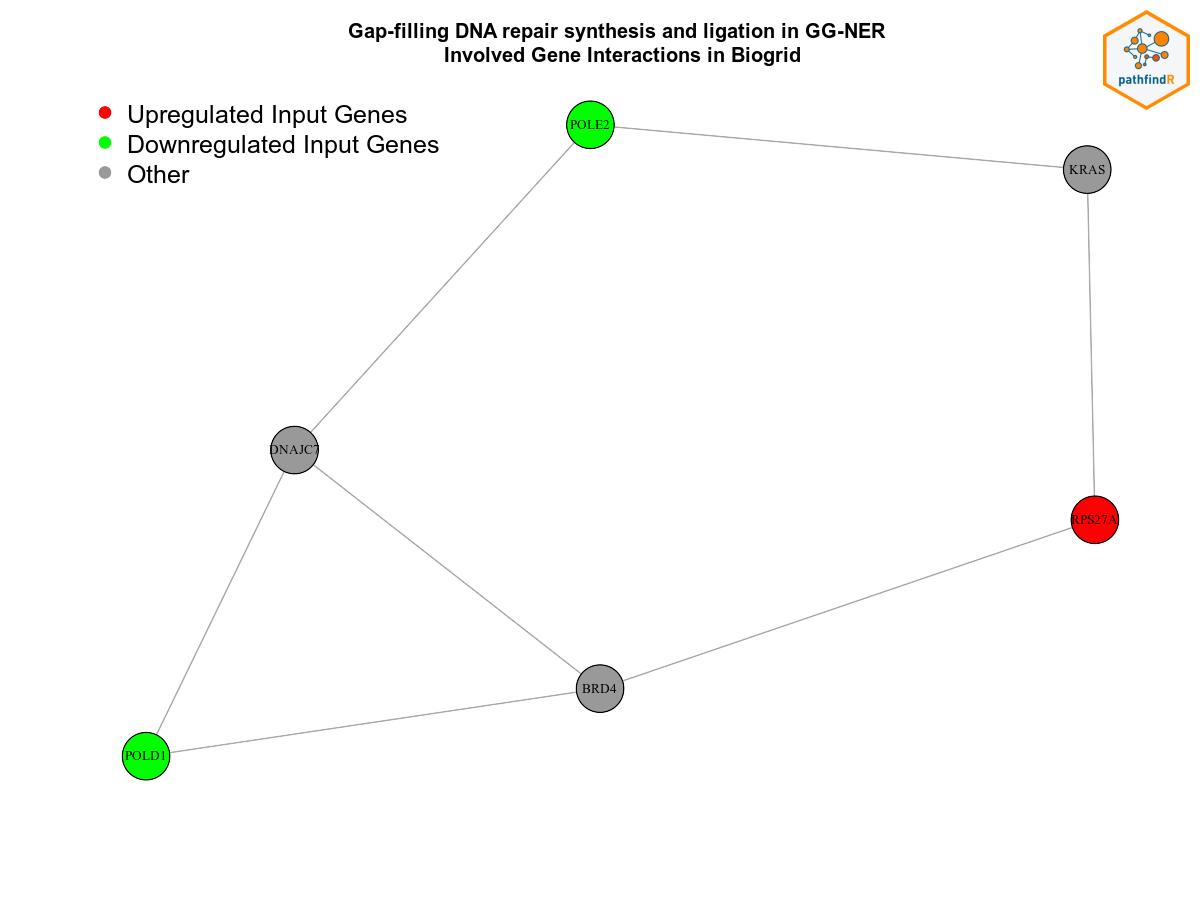 Gap-filling DNA repair synthesis and ligation in GG-NER
Involved Gene Interactions in Biogrid
pathfindR
Upregulated Input Genes
Downregulated Input Genes
Other
POLE2
KRAS
DNAJC7
RPS27A
BRD4
POLD1